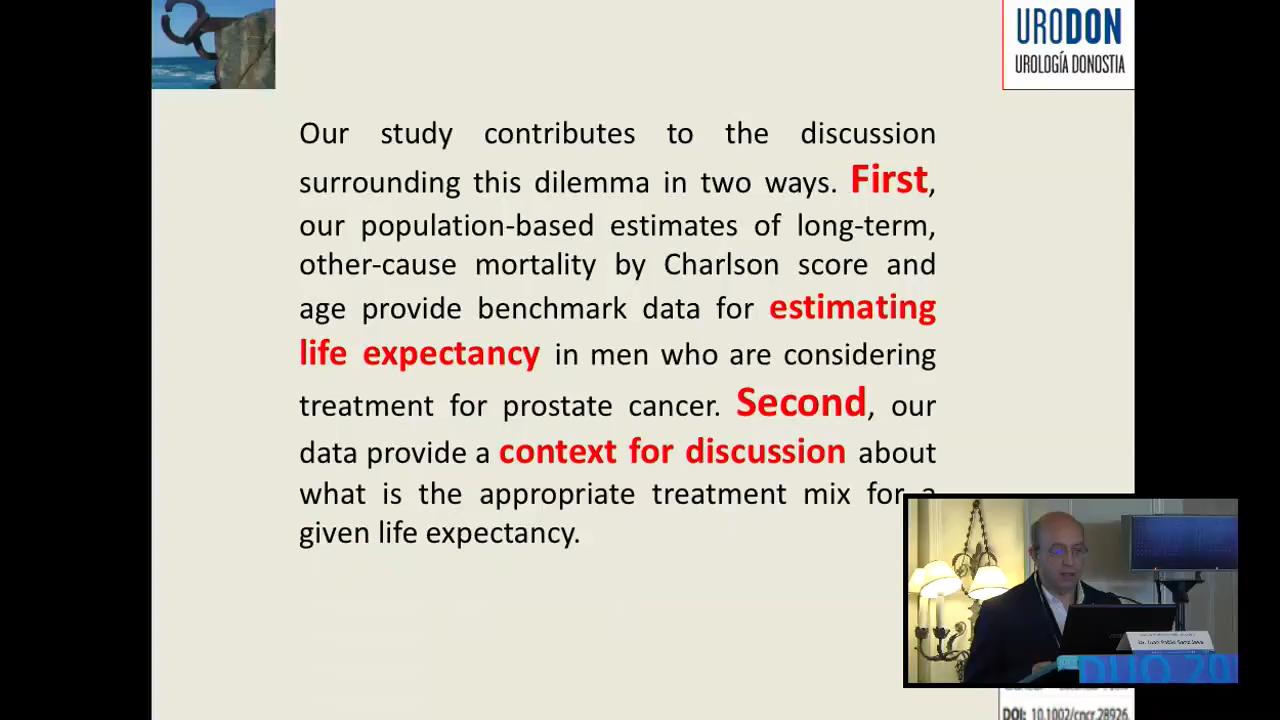 URODON
UROLOGÍA DONOSTIA
Our study contributes to the discussion
surrounding this dilemma in two ways. First,
our population-based estimates of long-term,
other-cause mortality by Charlson score and
age provide benchmark data for estimating
life expectancy in men who are considering
treatment for prostate cancer. Second, our
data provide a context for discussion about
what is the appropriate treatment mix for a
given life expectancy.
DUO 20
DOI: 10.1002/cncr.28926